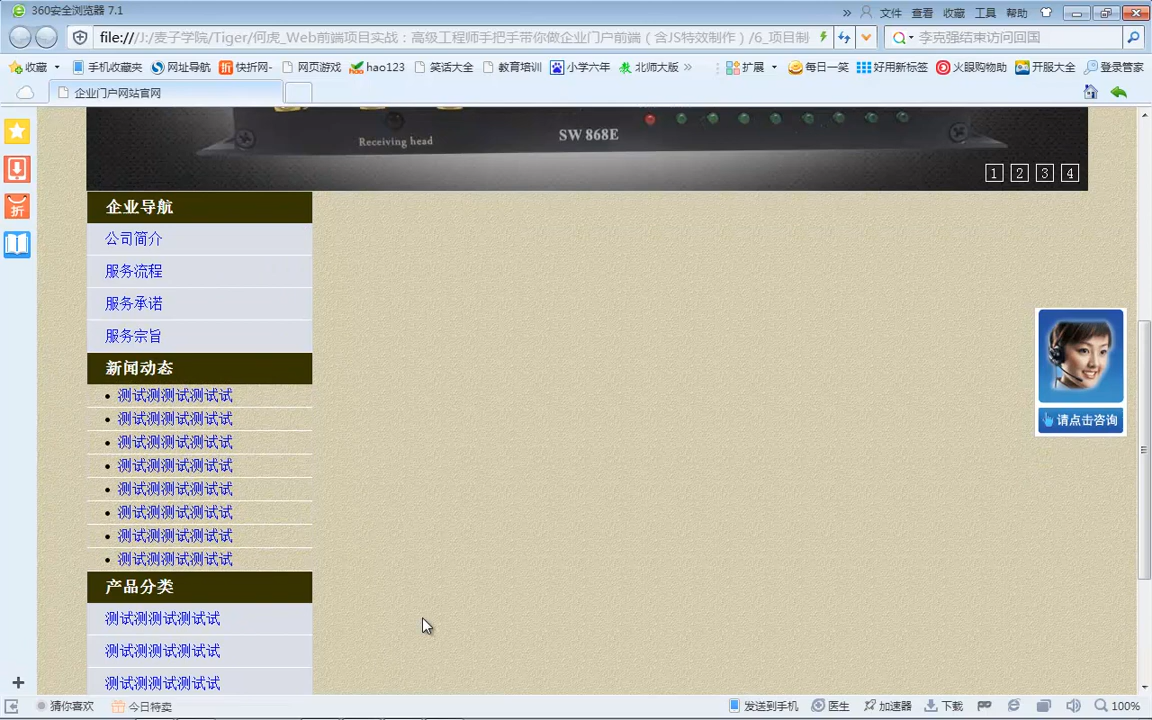 360安全浏览器 7.1
» 文件 查看 收藏 工具 帮助
file:///J:/麦子学院/Tiger/何虎_Web前端项目实战：高级工程师手把手带你做企业门户前端（含JS特效制作）/6_项目制
李克强结束访问回国
收藏 手机收藏夹 网址导航 快折网- 网页游戏 hao123 笑话大全 教育培训 小学六年 北师大版 » 扩展 每日一笑 好用新标签 火眼购物助 开服大全 登录管家
企业门户网站官网
折
Receiving head
SW 868E
1 2 3 4
企业导航
公司简介
服务流程
服务承诺
服务宗旨
新闻动态
测试测测试测试试
测试测测试测试试
测试测测试测试试
测试测测试测试试
测试测测试测试试
测试测测试测试试
测试测测试测试试
测试测测试测试试
产品分类
测试测测试测试试
测试测测试测试试
测试测测试测试试
请点击咨询
猜你喜欢 今日特卖 发送到手机 医生 加速器 下载 100%